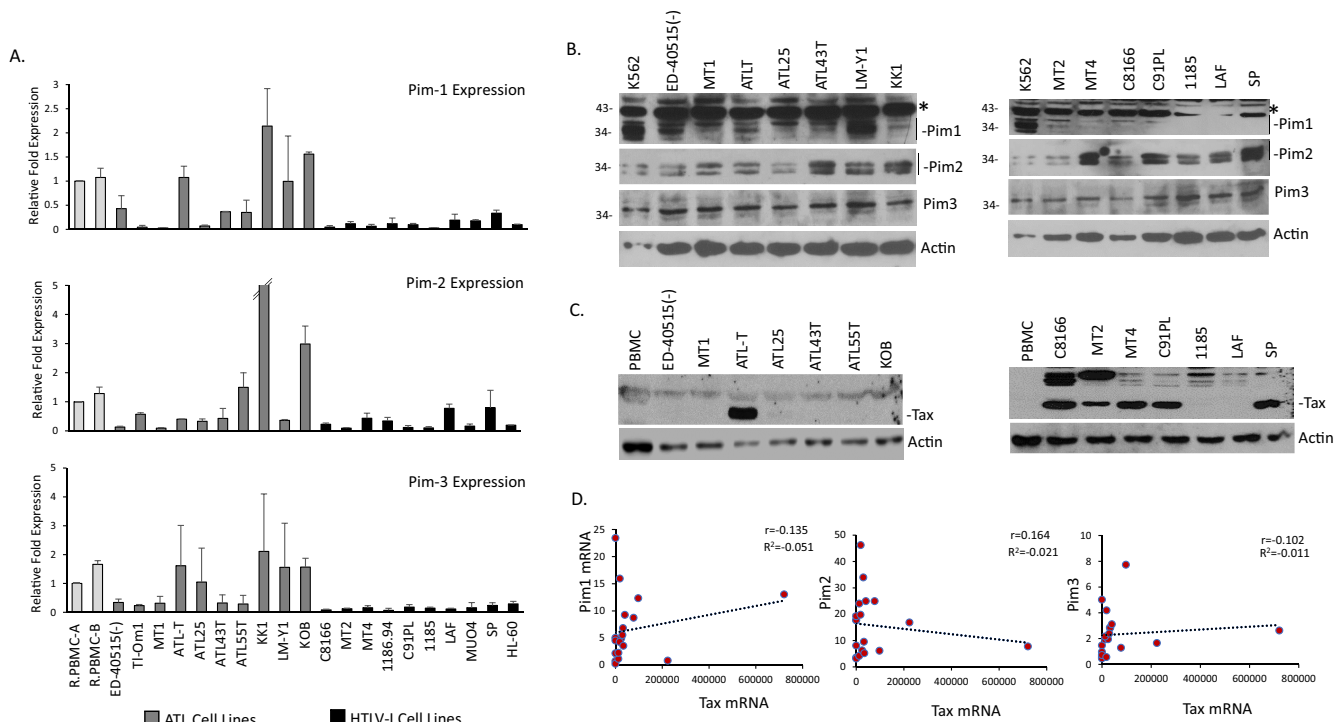 A.
Pim-1 Expression
Relative Fold Expression
3
2.5
2
1.5
1
0.5
0
Pim-2 Expression
Relative Fold Expression
5
4
3
2
1
0
Pim-3 Expression
Relative Fold Expression
5
4
3
2
1
0
R.PBMC-A
R.PBMC-B
ED-40515(-)
TI-Om1
MT1
ATL-T
ATL25
ATL43T
ATL55T
KK1
LM-Y1
KOB
C8166
MT2
MT4
1186.94
C91PL
1185
LAF
MUO4
SP
HL-60
ATL Cell Lines
HTLV-I Cell Lines
B.
K562
ED-40515(-)
MT1
ATLT
ATL25
ATL43T
LM-Y1
KK1
43-
*
34-
-Pim1
34-
-Pim2
Pim3
34-
Actin
K562
MT2
MT4
C8166
C91PL
1185
LAF
SP
43-
*
34-
-Pim1
34-
-Pim2
34-
Pim3
Actin
C.
PBMC
ED-40515(-)
MT1
ATL-T
ATL25
ATL43T
ATL55T
KOB
-Tax
Actin
PBMC
C8166
MT2
MT4
C91PL
1185
LAF
SP
-Tax
Actin
D.
r=-0.135
R²=-0.051
Pim1 mRNA
25
20
15
10
5
0
0
200000
400000
600000
800000
Tax mRNA
r=0.164
R²=-0.021
Pim2
50
40
30
20
10
0
0
200000
400000
600000
800000
Tax mRNA
r=-0.102
R²=-0.011
Pim3
10
8
6
4
2
0
0
200000
400000
600000
800000
Tax mRNA